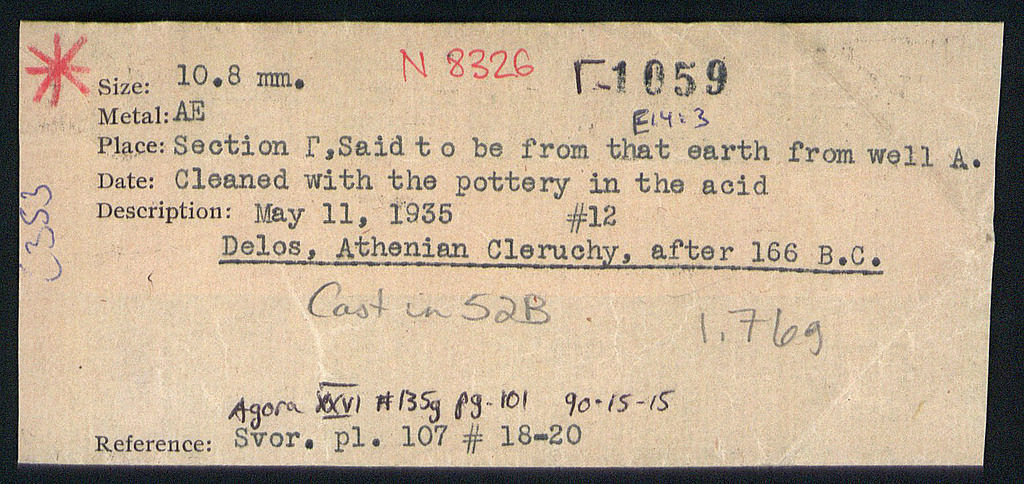 N 8326
Γ-1059
Size: 10.8 mm.
Metal: AE
E14:3
Place: Section Γ, Said to be from that earth from well A.
Date: Cleaned with the pottery in the acid
Description: May 11, 1935 #12
Delos, Athenian Cleruchy, after 166 B.C.
Cast in 52B
1.76g
Agora XXVI #135g pg-101 90-15-15
Reference: Svor. pl. 107 # 18-20